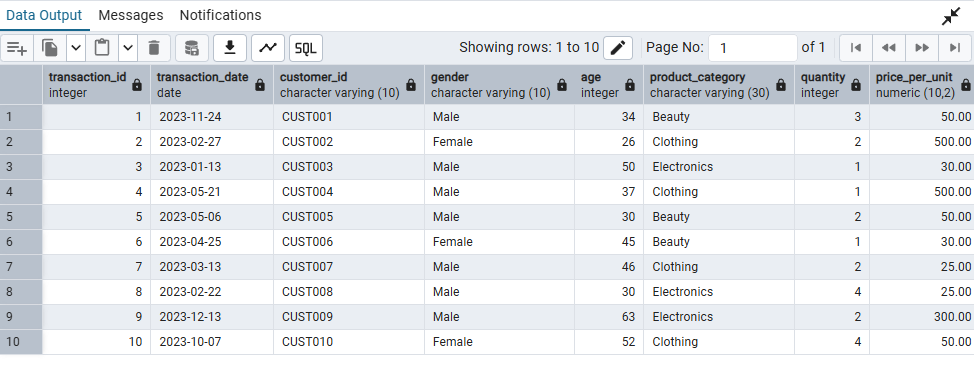 Data Output Messages Notifications
SQL Showing rows: 1 to 10 Page No: 1 of 1
transaction_id transaction_date customer_id gender age product_category quantity price_per_unit
integer date character varying (10) character varying (10) integer character varying (30) integer numeric (10,2)
1 1 2023-11-24 CUST001 Male 34 Beauty 3 50.00
2 2 2023-02-27 CUST002 Female 26 Clothing 2 500.00
3 3 2023-01-13 CUST003 Male 50 Electronics 1 30.00
4 4 2023-05-21 CUST004 Male 37 Clothing 1 500.00
5 5 2023-05-06 CUST005 Male 30 Beauty 2 50.00
6 6 2023-04-25 CUST006 Female 45 Beauty 1 30.00
7 7 2023-03-13 CUST007 Male 46 Clothing 2 25.00
8 8 2023-02-22 CUST008 Male 30 Electronics 4 25.00
9 9 2023-12-13 CUST009 Male 63 Electronics 2 300.00
10 10 2023-10-07 CUST010 Female 52 Clothing 4 50.00